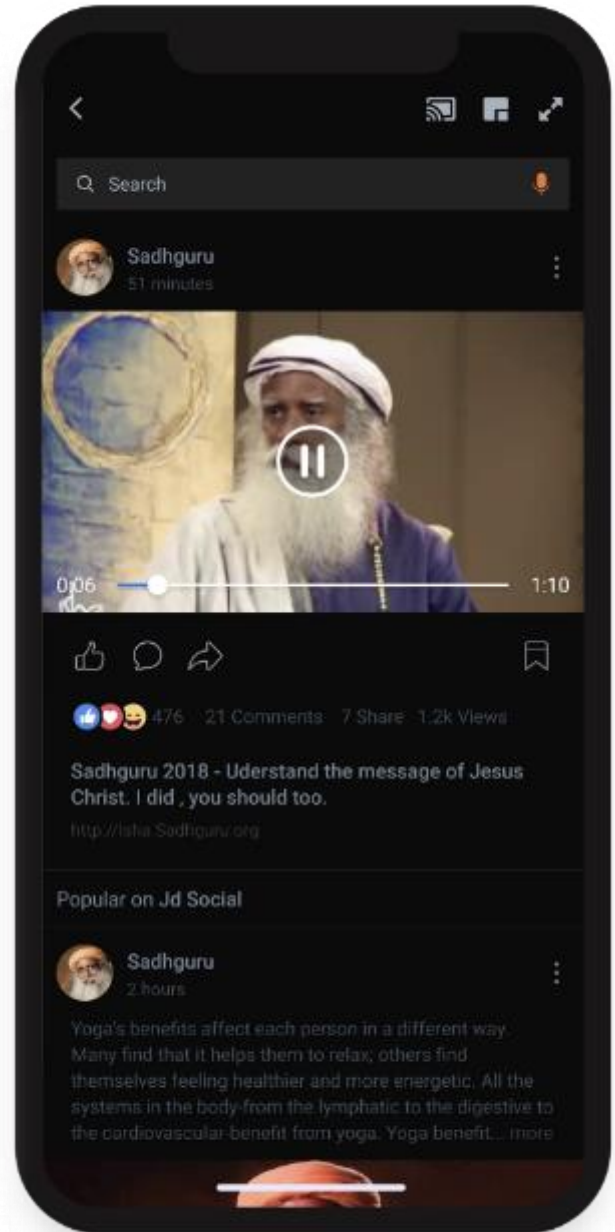 Search
Sadhguru
51 minutes
0:06
1:10
isha
476 21 Comments 7 Share 1.2k Views
Sadhguru 2018 - Uderstand the message of Jesus
Christ. I did , you should too.
http://isha.Sadhguru.org
Popular on Jd Social
Sadhguru
2 hours
Yoga's benefits affect each person in a different way.
Many find that it helps them to relax; others find
themselves feeling healthier and more energetic. All the
systems in the body-from the lymphatic to the digestive to
the cardiovascular-benefit from yoga. Yoga benefit... more